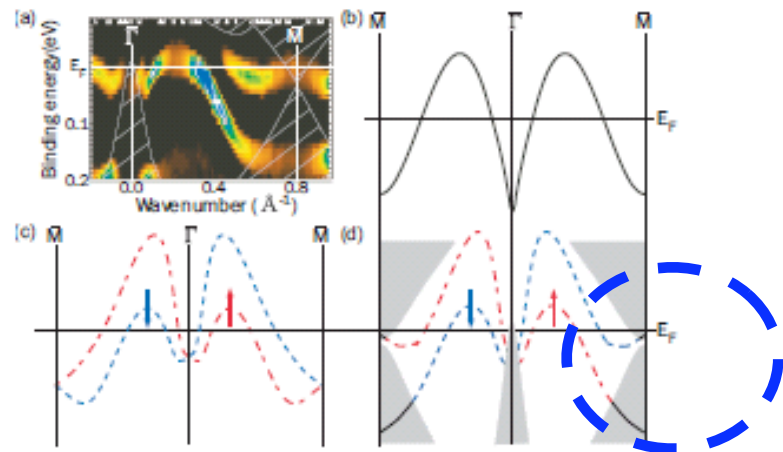 (a)
Γ
M̄
Binding energy(eV)
E_F
0.1
0.2
0.0
0.4
0.8
Wavenumber ( Å⁻¹)
(b)
M̄
Γ
M̄
E_F
(c)
M̄
Γ
M̄
(d)
E_F